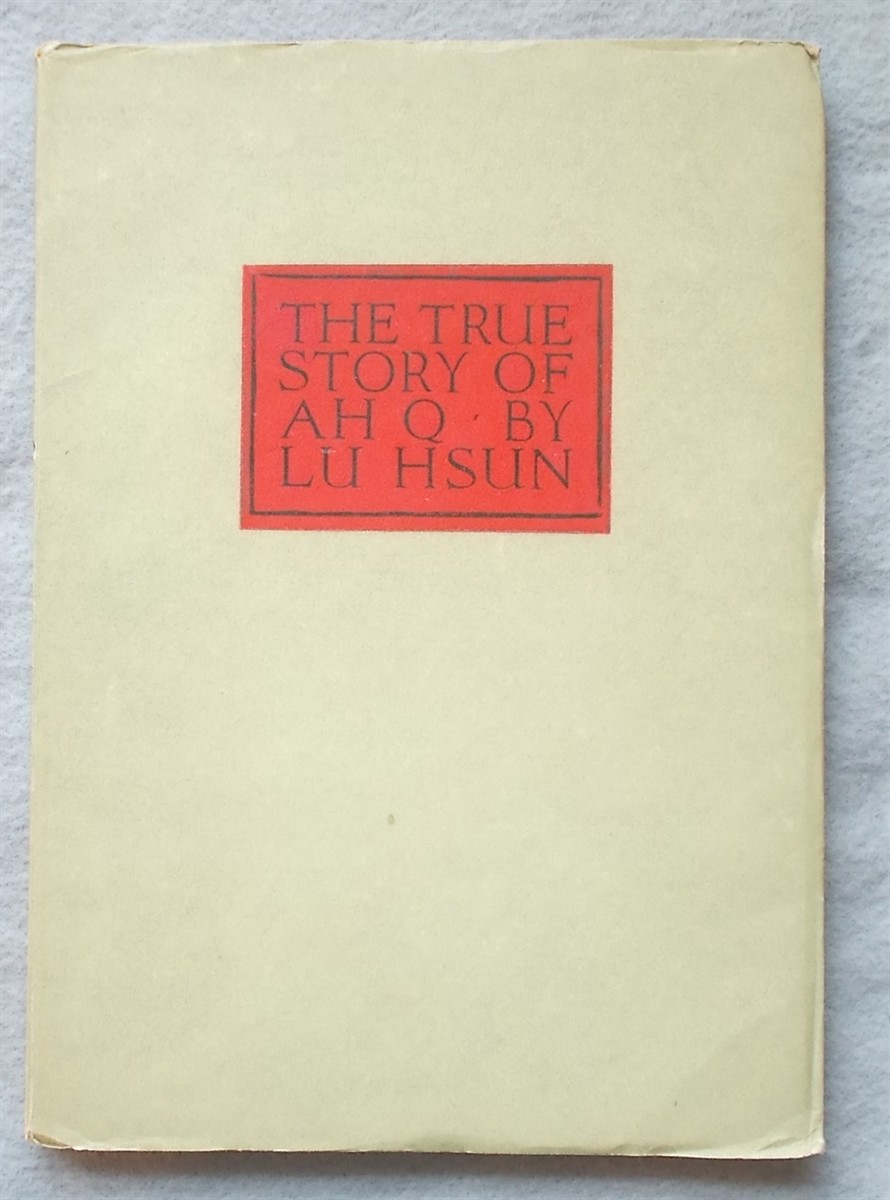 THE TRUE
STORY OF
AH Q · BY
LU HSUN